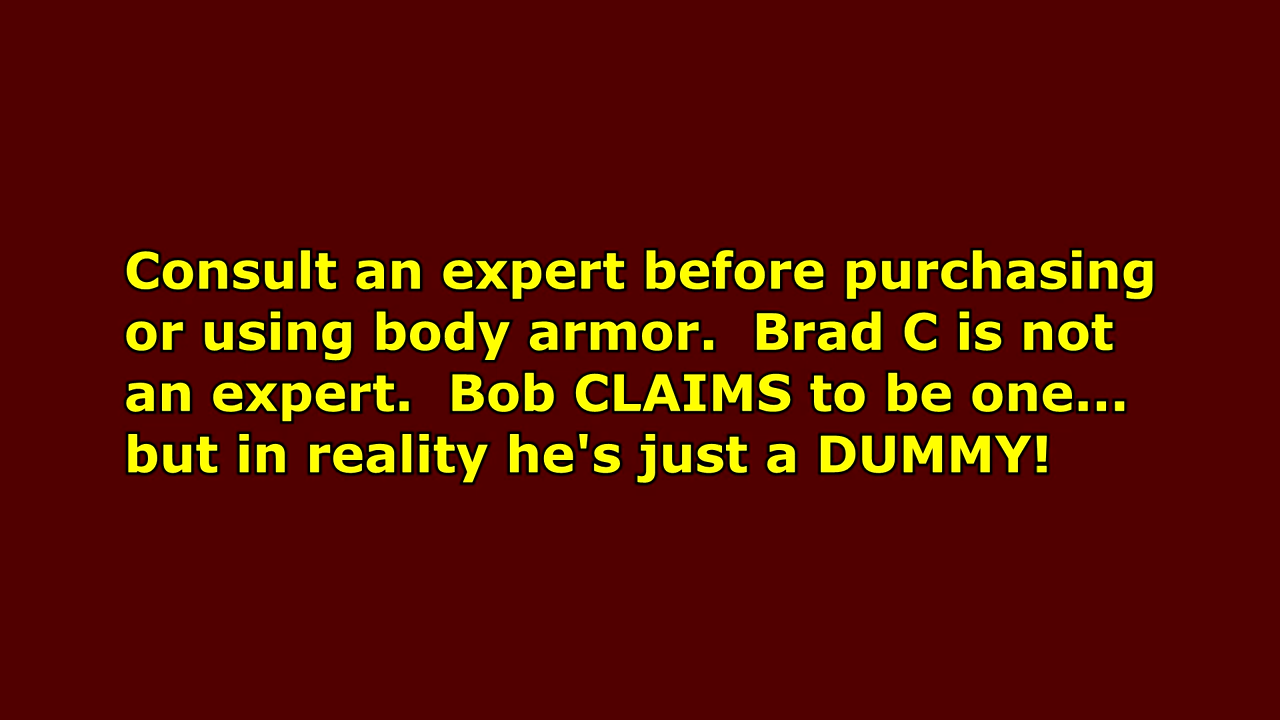 Consult an expert before purchasing
or using body armor.  Brad C is not
an expert.  Bob CLAIMS to be one...
but in reality he's just a DUMMY!